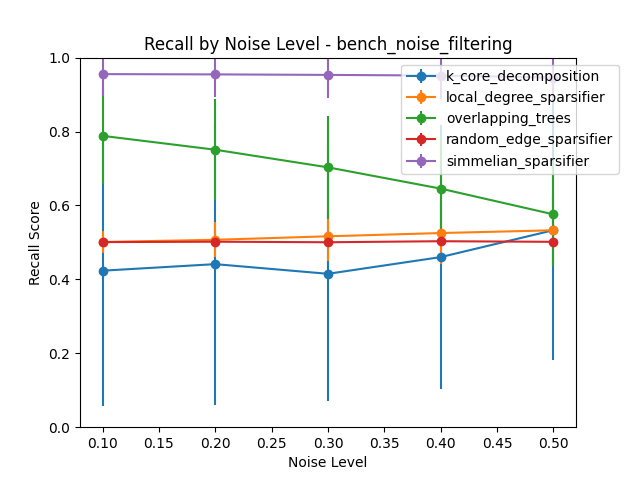 Recall by Noise Level - bench_noise_filtering
k_core_decomposition
local_degree_sparsifier
overlapping_trees
random_edge_sparsifier
simmelian_sparsifier
Recall Score
1.0
0.8
0.6
0.4
0.2
0.0
0.10 0.15 0.20 0.25 0.30 0.35 0.40 0.45 0.50
Noise Level